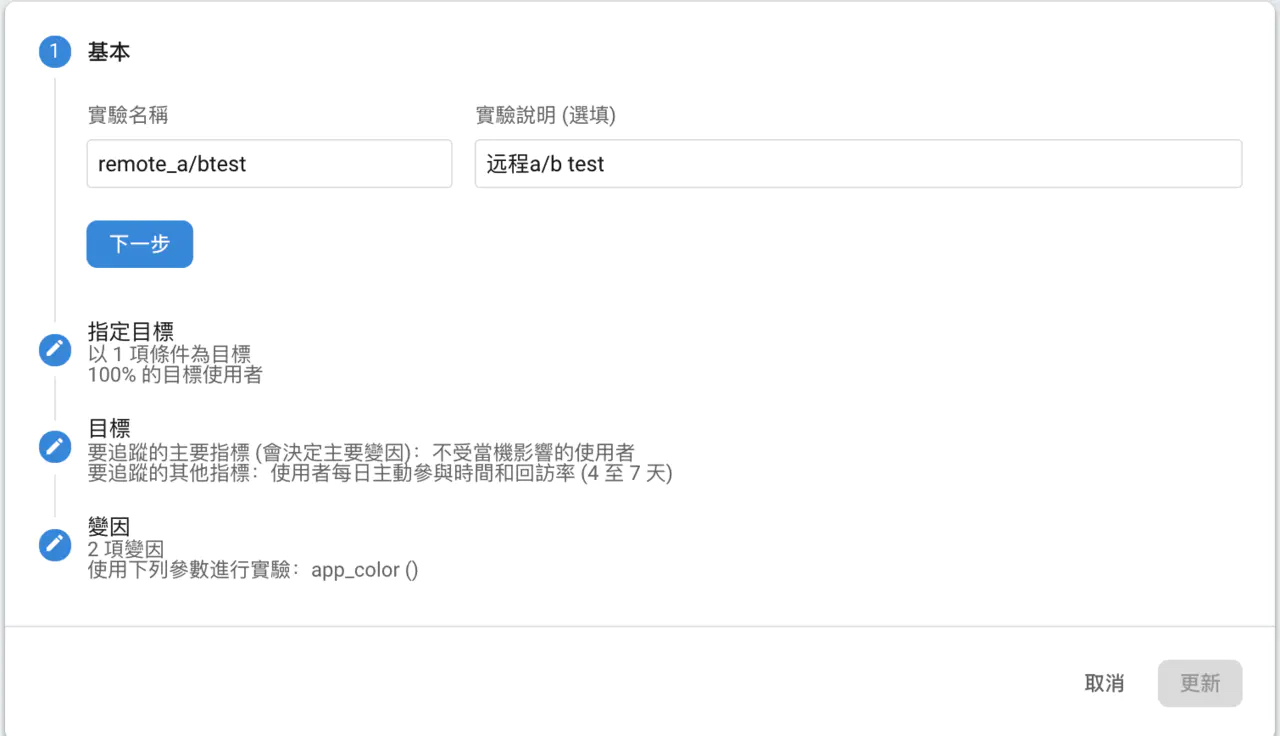 1 基本
實驗名稱
實驗說明 (選填)
remote_a/btest
远程a/b test
下一步
指定目標
以 1 項條件為目標
100% 的目標使用者
目標
要追蹤的主要指標 (會決定主要變因)：不受當機影響的使用者
要追蹤的其他指標：使用者每日主動參與時間和回訪率 (4 至 7 天)
變因
2 項變因
使用下列參數進行實驗：app_color ()
取消
更新